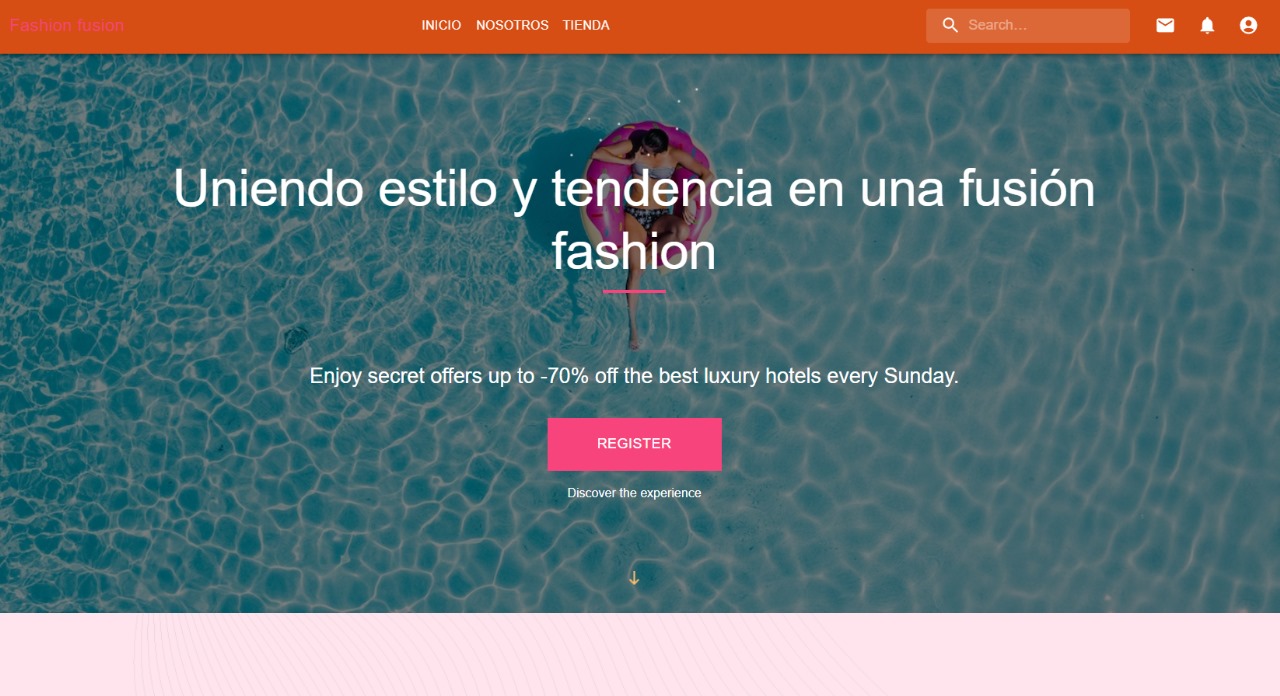 Fashion fusion
INICIO NOSOTROS TIENDA
Search…
Uniendo estilo y tendencia en una fusión
fashion
Enjoy secret offers up to -70% off the best luxury hotels every Sunday.
REGISTER
Discover the experience